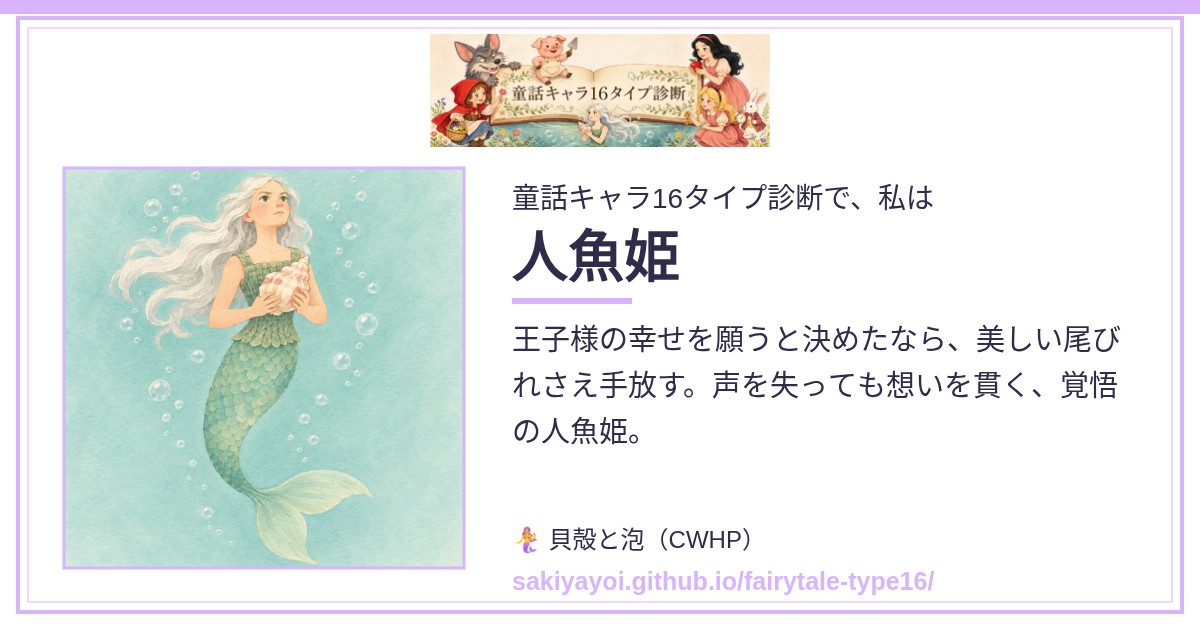 童話キャラ16タイプ診断
童話キャラ16タイプ診断で、私は
人魚姫
王子様の幸せを願うと決めたなら、美しい尾び
れさえ手放す。声を失っても想いを貫く、覚悟
の人魚姫。
貝殻と泡（CWHP）
sakiyayoi.github.io/fairytale-type16/